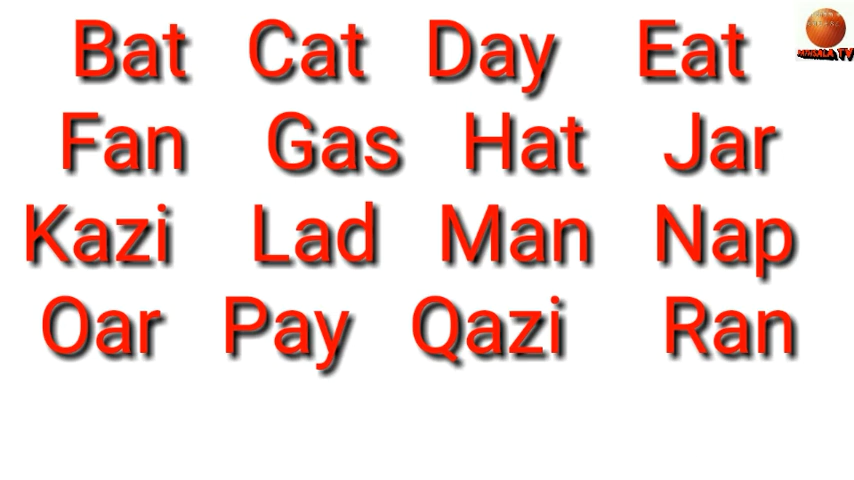 Bat Cat Day Eat
Fan Gas Hat Jar
Kazi Lad Man Nap
Oar Pay Qazi Ran